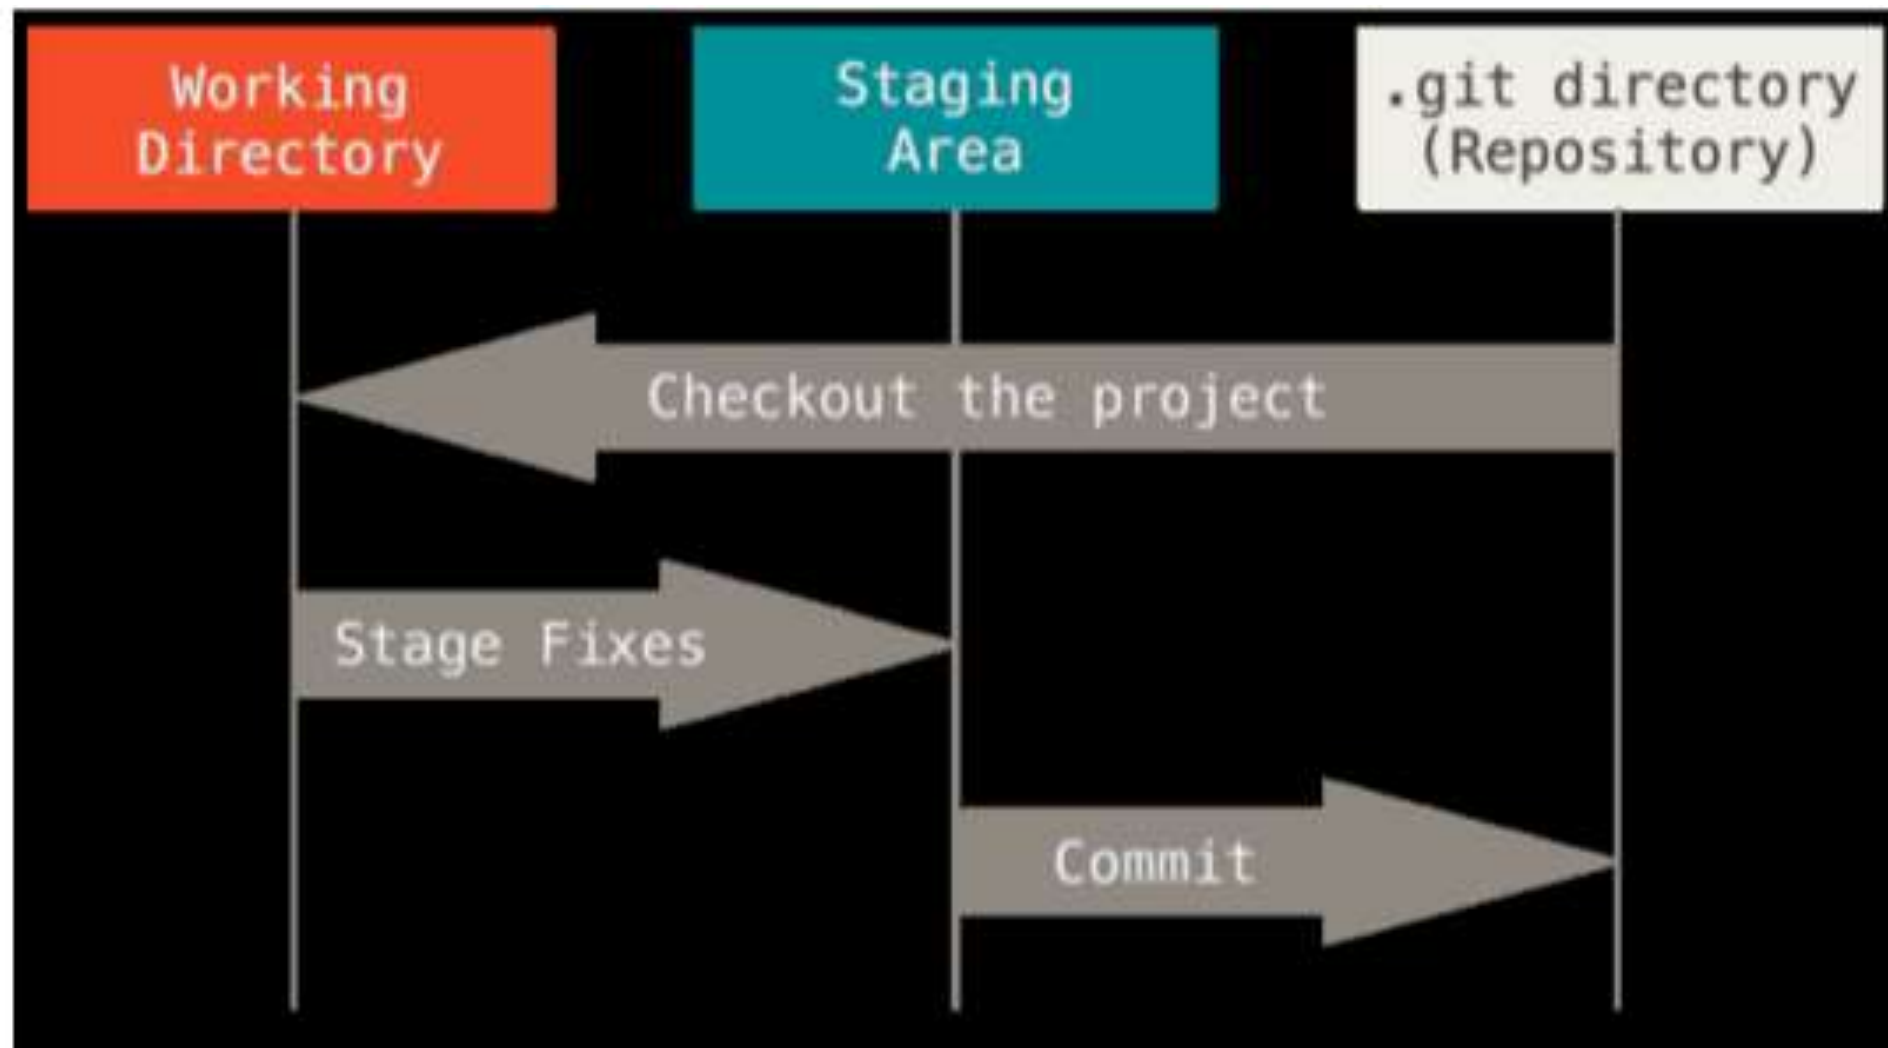 Working
Directory
Staging
Area
.git directory
(Repository)
Checkout the project
Stage Fixes
Commit